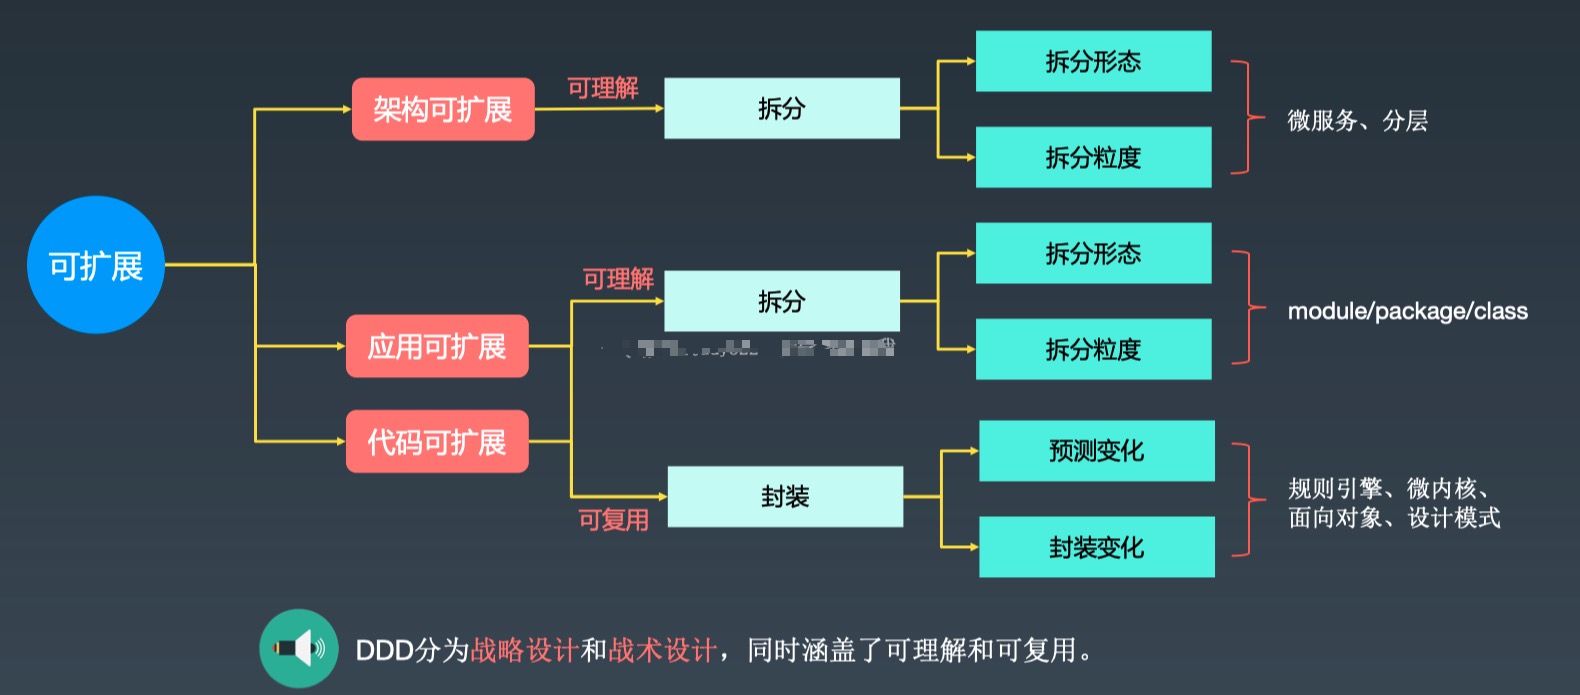 可扩展
架构可扩展
可理解
拆分
拆分形态
拆分粒度
微服务、分层
应用可扩展
代码可扩展
可理解
拆分
拆分形态
拆分粒度
module/package/class
可复用
封装
预测变化
封装变化
规则引擎、微内核、
面向对象、设计模式
DDD分为战略设计和战术设计，同时涵盖了可理解和可复用。